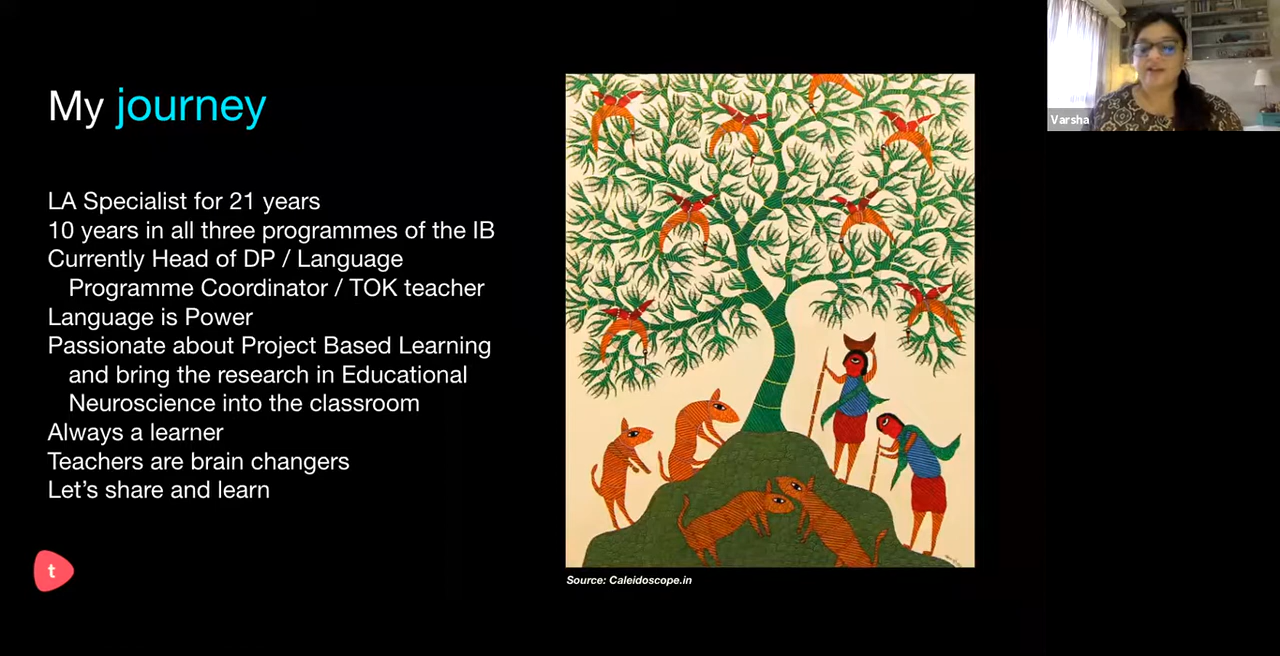 My journey
LA Specialist for 21 years
10 years in all three programmes of the IB
Currently Head of DP / Language
Programme Coordinator / TOK teacher
Language is Power
Passionate about Project Based Learning
and bring the research in Educational
Neuroscience into the classroom
Always a learner
Teachers are brain changers
Let’s share and learn
t
Source: Caleidoscope.in
Varsha